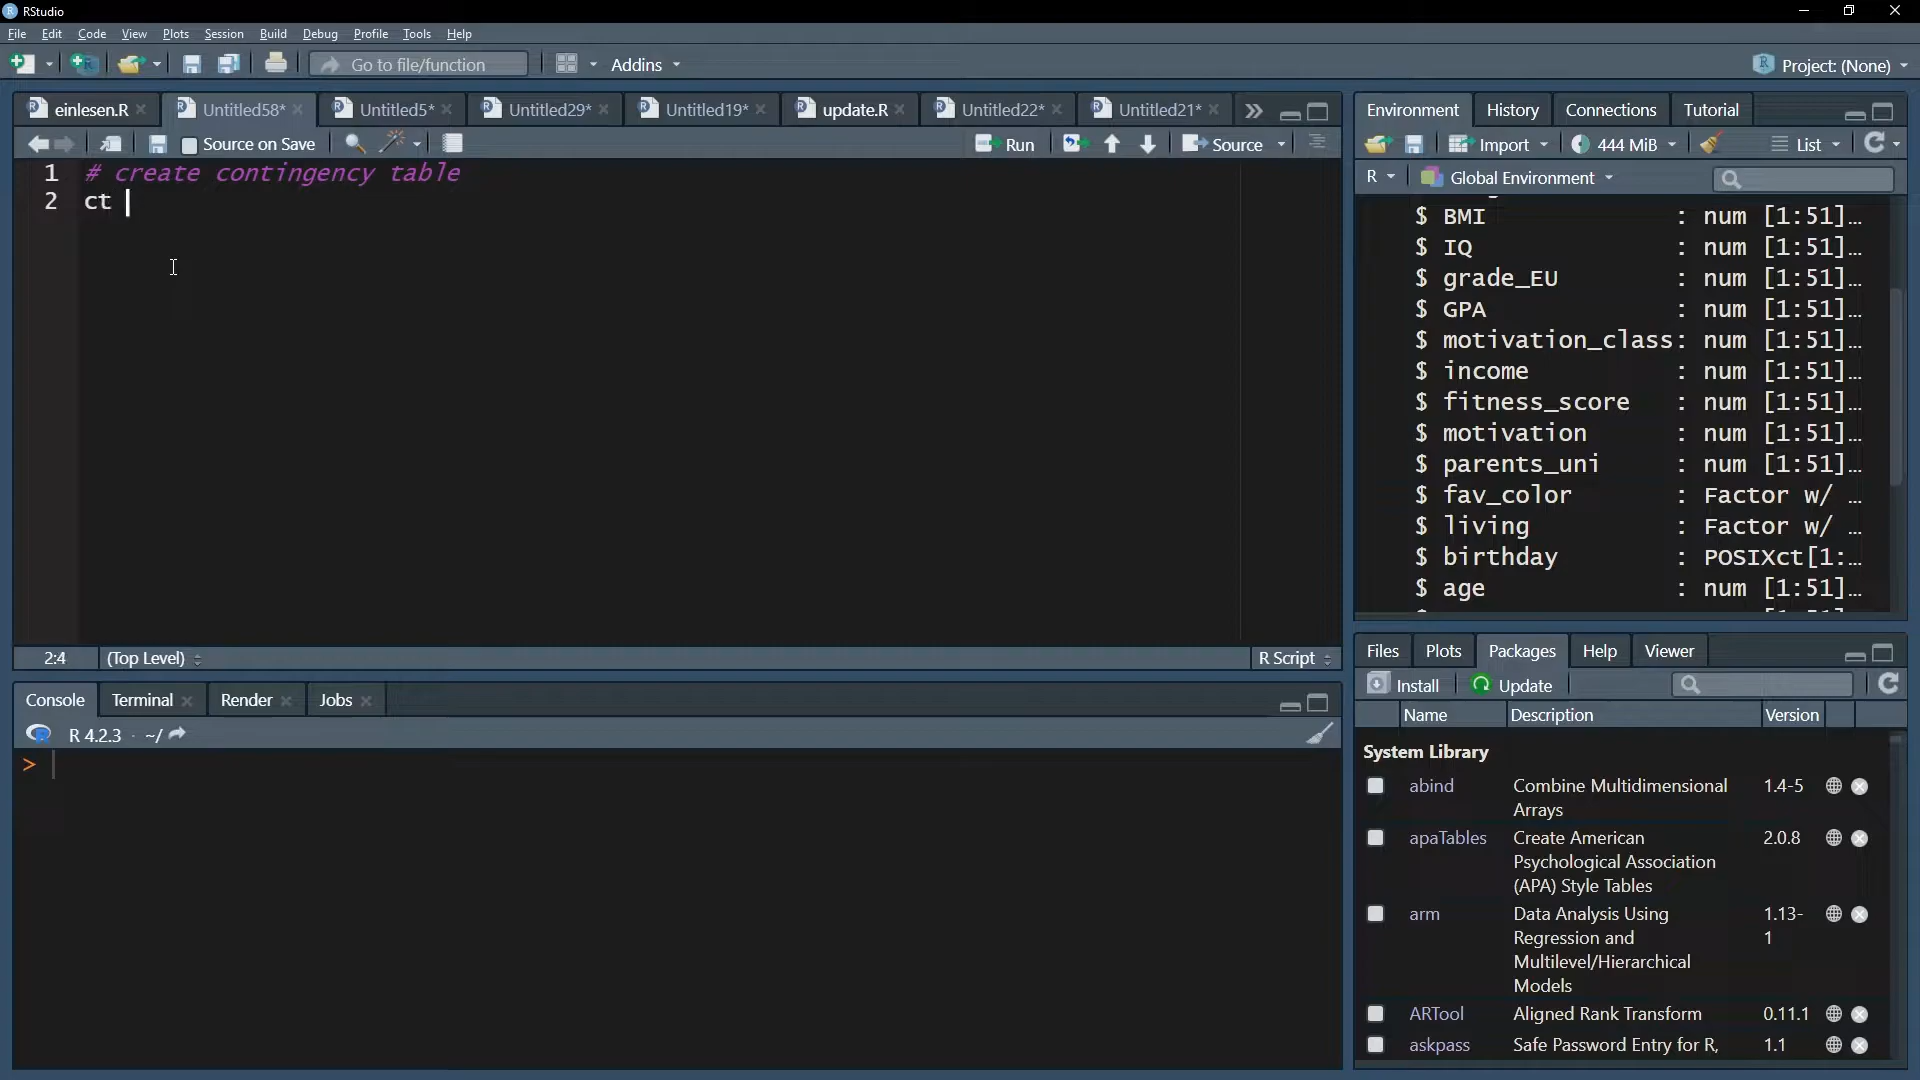 RStudio
File Edit Code View Plots Session Build Debug Profile Tools Help
Go to file/function Addins Project: (None)
einlesen.R Untitled58* Untitled5* Untitled29* Untitled19* update.R Untitled22* Untitled21*
Source on Save Run Source
1 # create contingency table
2 ct
2:4 (Top Level) R Script
Console Terminal Render Jobs
R 4.2.3 · ~/
>
Environment History Connections Tutorial
Import 444 MiB List
R Global Environment
$ BMI : num [1:51]…
$ IQ : num [1:51]…
$ grade_EU : num [1:51]…
$ GPA : num [1:51]…
$ motivation_class: num [1:51]…
$ income : num [1:51]…
$ fitness_score : num [1:51]…
$ motivation : num [1:51]…
$ parents_uni : num [1:51]…
$ fav_color : Factor w/ …
$ living : Factor w/ …
$ birthday : POSIXct[1:…
$ age : num [1:51]…
Files Plots Packages Help Viewer
Install Update
Name Description Version
System Library
abind Combine Multidimensional 1.4-5
Arrays
apaTables Create American 2.0.8
Psychological Association
(APA) Style Tables
arm Data Analysis Using 1.13-
Regression and 1
Multilevel/Hierarchical
Models
ARTool Aligned Rank Transform 0.11.1
askpass Safe Password Entry for R, 1.1